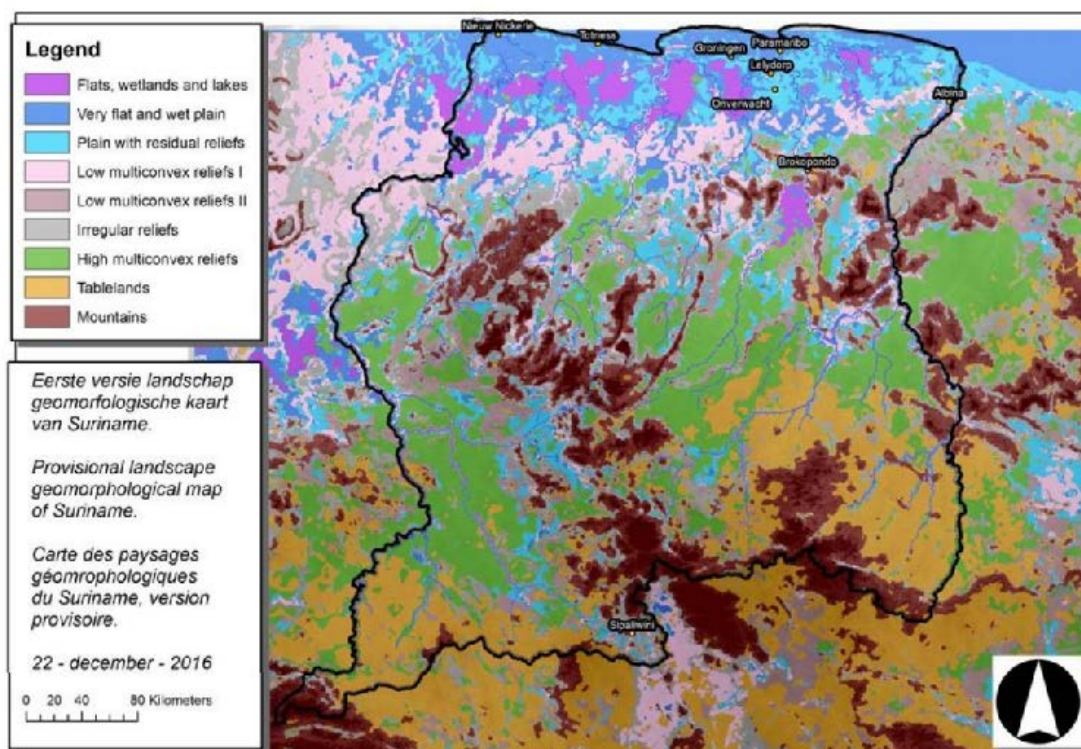 Legend
Flats, wetlands and lakes
Very flat and wet plain
Plain with residual reliefs
Low multiconvex reliefs I
Low multiconvex reliefs II
Irregular reliefs
High multiconvex reliefs
Tablelands
Mountains
Eerste versie landschap
geomorfologische kaart
van Suriname.
Provisional landscape
geomorphological map
of Suriname.
Carte des paysages
géomrophologiques
du Suriname, version
provisoire.
22 - december - 2016
0 20 40 80 Kilometers
Nieuw Nickerie
Totness
Groningen
Paramaribo
Lelydorp
Onverwacht
Albina
Brokopondo
Sipaliwini